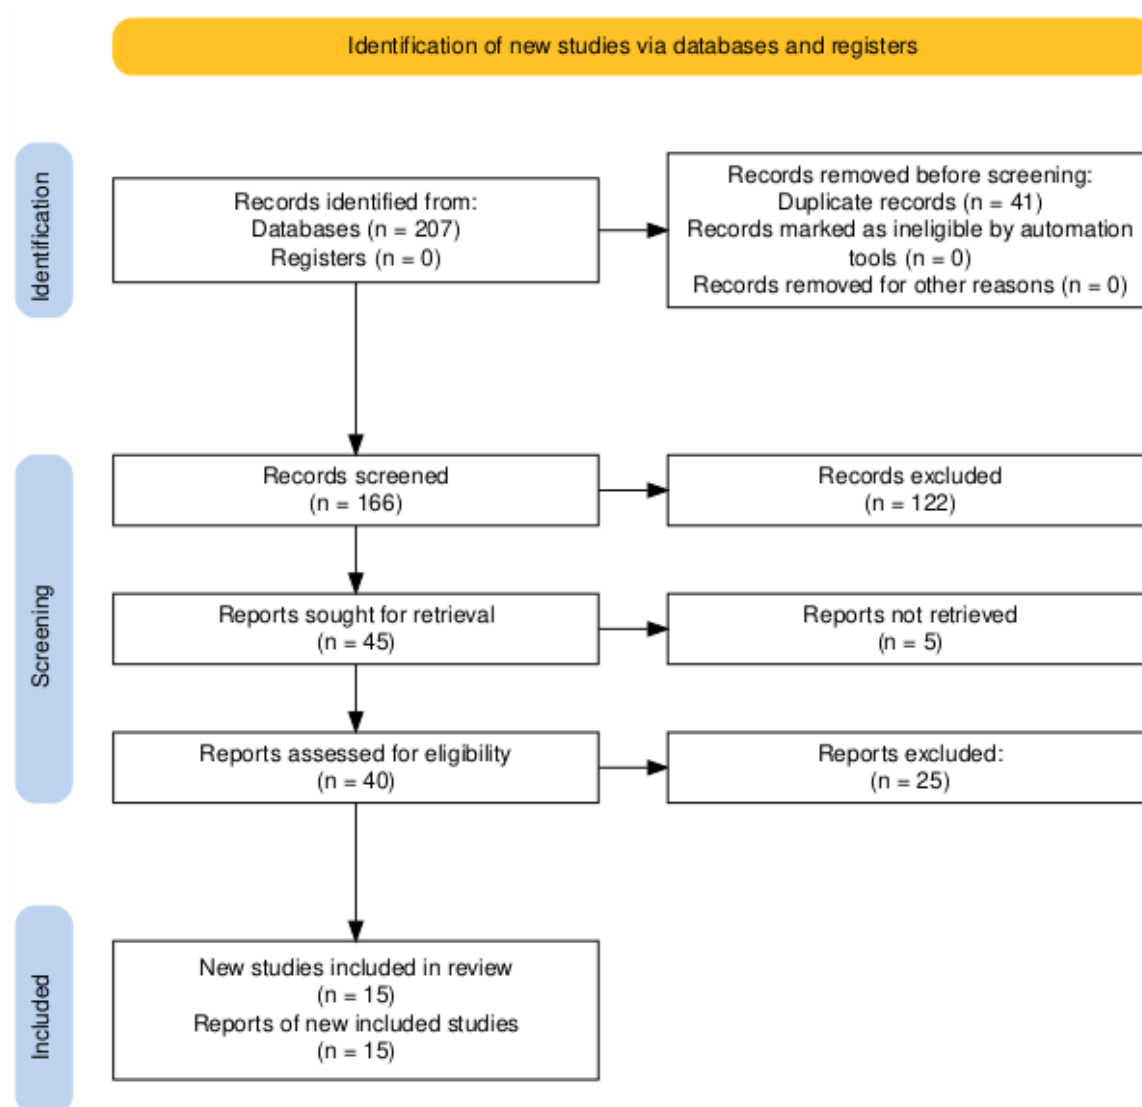 Identification of new studies via databases and registers
Identification
Records identified from:
Databases (n = 207)
Registers (n = 0)
Records removed before screening:
Duplicate records (n = 41)
Records marked as ineligible by automation
tools (n = 0)
Records removed for other reasons (n = 0)
Screening
Records screened
(n = 166)
Records excluded
(n = 122)
Reports sought for retrieval
(n = 45)
Reports not retrieved
(n = 5)
Reports assessed for eligibility
(n = 40)
Reports excluded:
(n = 25)
Included
New studies included in review
(n = 15)
Reports of new included studies
(n = 15)